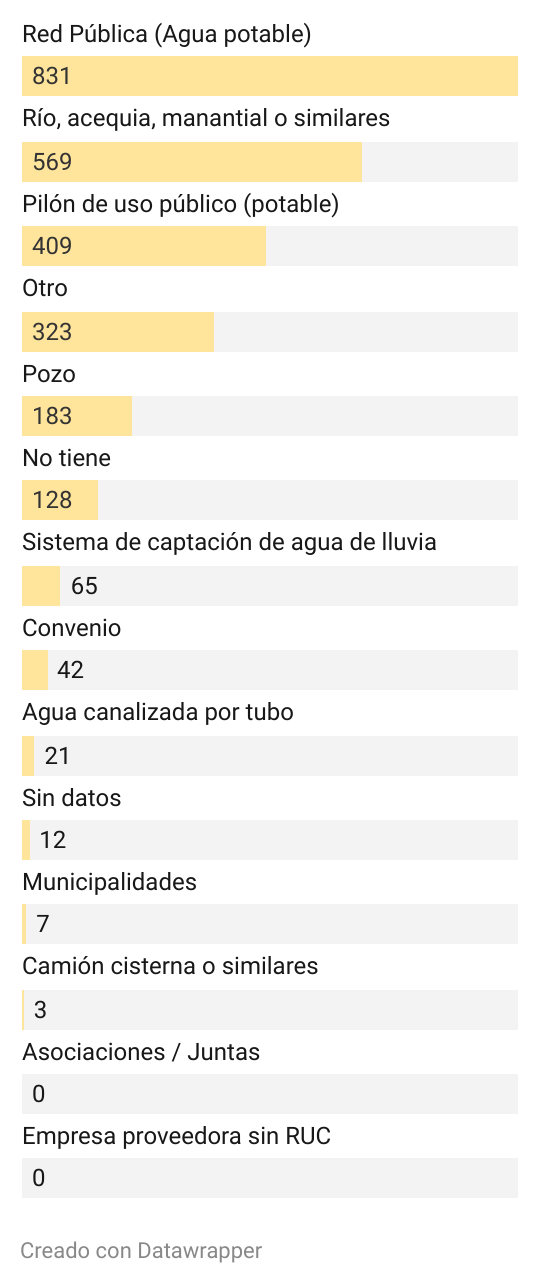 Red Pública (Agua potable)
831
Río, acequia, manantial o similares
569
Pilón de uso público (potable)
409
Otro
323
Pozo
183
No tiene
128
Sistema de captación de agua de lluvia
65
Convenio
42
Agua canalizada por tubo
21
Sin datos
12
Municipalidades
7
Camión cisterna o similares
3
Asociaciones / Juntas
0
Empresa proveedora sin RUC
0
Creado con Datawrapper